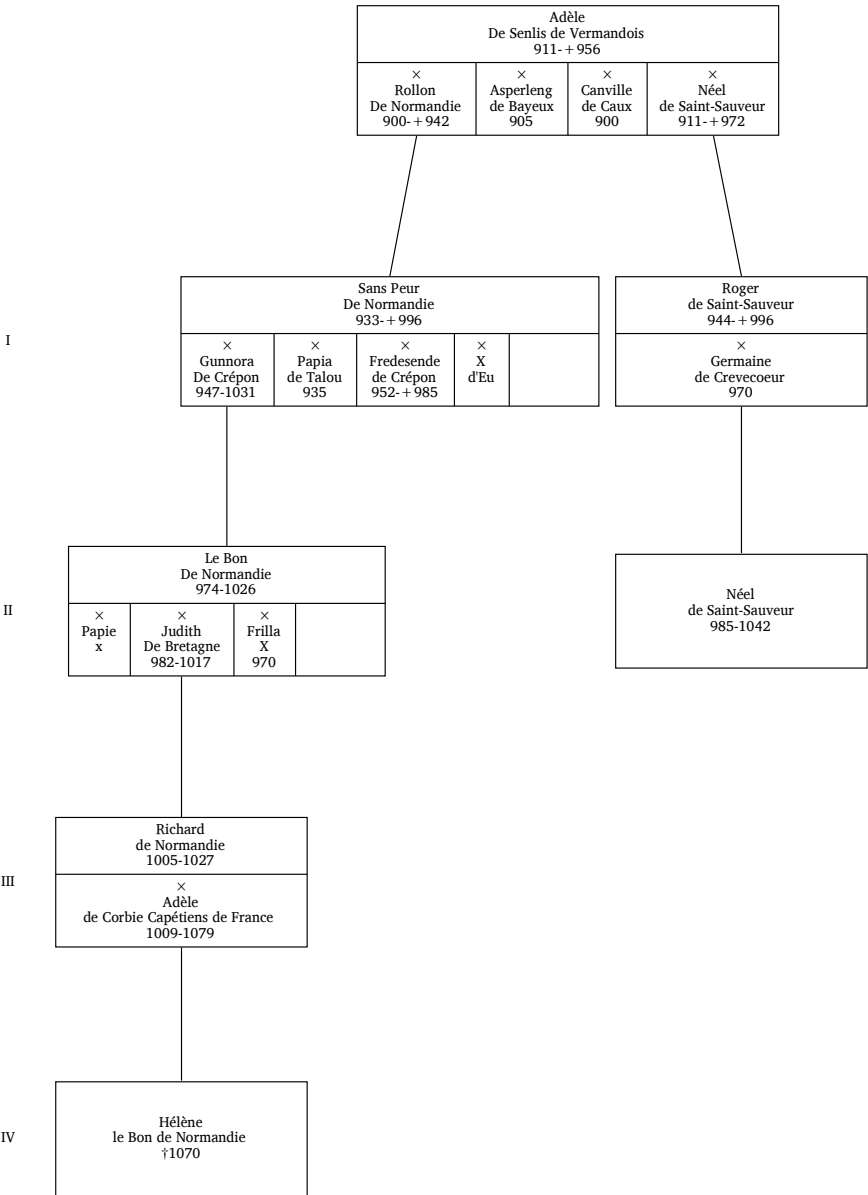 Adèle
De Senlis de Vermandois
911-+956
×
Rollon
De Normandie
900-+942
×
Asperleng
de Bayeux
905
×
Canville
de Caux
900
×
Néel
de Saint-Sauveur
911-+972
I
Sans Peur
De Normandie
933-+996
×
Gunnora
De Crépon
947-1031
×
Papia
de Talou
935
×
Fredesende
de Crépon
952-+985
×
X
d'Eu
Roger
de Saint-Sauveur
944-+996
×
Germaine
de Crevecoeur
970
II
Le Bon
De Normandie
974-1026
×
Papie
x
×
Judith
De Bretagne
982-1017
×
Frilla
X
970
Néel
de Saint-Sauveur
985-1042
III
Richard
de Normandie
1005-1027
×
Adèle
de Corbie Capétiens de France
1009-1079
IV
Hélène
le Bon de Normandie
†1070